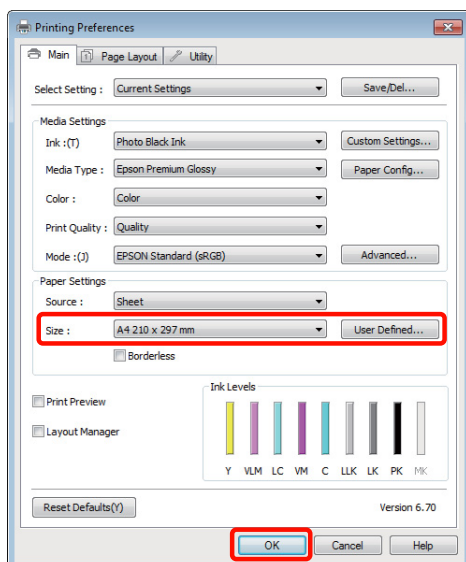 Printing Preferences
Main Page Layout Utility
Select Setting : Current Settings Save/Del...
Media Settings
Ink :(T) Photo Black Ink Custom Settings...
Media Type : Epson Premium Glossy Paper Config...
Color : Color
Print Quality : Quality
Mode :(J) EPSON Standard (sRGB) Advanced...
Paper Settings
Source : Sheet
Size : A4 210 x 297 mm User Defined...
Borderless
Print Preview
Layout Manager
Ink Levels
Y VLM LC VM C LLK LK PK MK
Reset Defaults(Y) Version 6.70
OK Cancel Help